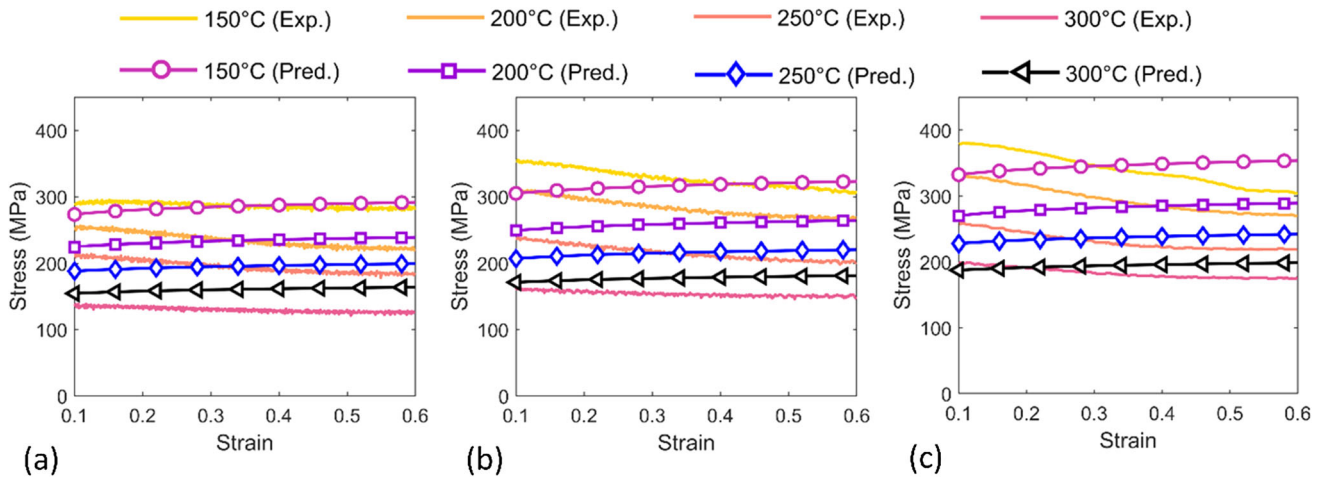 150°C (Exp.) 200°C (Exp.) 250°C (Exp.) 300°C (Exp.)
150°C (Pred.) 200°C (Pred.) 250°C (Pred.) 300°C (Pred.)
Stress (MPa)
400
300
200
100
0
0.1 0.2 0.3 0.4 0.5 0.6
Strain
(a)
Stress (MPa)
400
300
200
100
0
0.1 0.2 0.3 0.4 0.5 0.6
Strain
(b)
Stress (MPa)
400
300
200
100
0
0.1 0.2 0.3 0.4 0.5 0.6
Strain
(c)